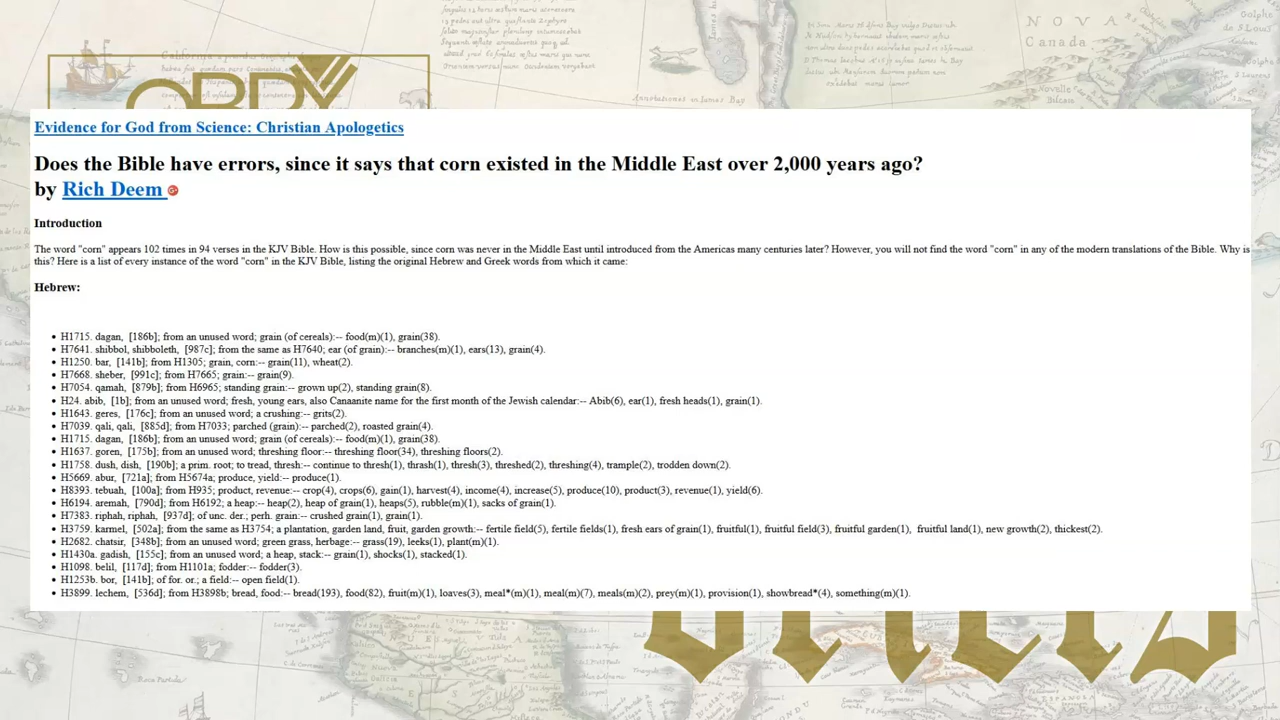 NOVA
Canada
Annotationes in James Bay
Evidence for God from Science: Christian Apologetics
Does the Bible have errors, since it says that corn existed in the Middle East over 2,000 years ago?
by Rich Deem
Introduction
The word "corn" appears 102 times in 94 verses in the KJV Bible. How is this possible, since corn was never in the Middle East until introduced from the Americas many centuries later? However, you will not find the word "corn" in any of the modern translations of the Bible. Why is
this? Here is a list of every instance of the word "corn" in the KJV Bible, listing the original Hebrew and Greek words from which it came:
Hebrew:
• H1715. dagan, [186b]; from an unused word; grain (of cereals):-- food(m)(1), grain(38).
• H7641. shibbol, shibboleth, [987c]; from the same as H7640; ear (of grain):-- branches(m)(1), ears(13), grain(4).
• H1250. bar, [141b]; from H1305; grain, corn:-- grain(11), wheat(2).
• H7668. sheber, [991c]; from H7665; grain:-- grain(9).
• H7054. qamah, [879b]; from H6965; standing grain:-- grown up(2), standing grain(8).
• H24. abib, [1b]; from an unused word; fresh, young ears, also Canaanite name for the first month of the Jewish calendar:-- Abib(6), ear(1), fresh heads(1), grain(1).
• H1643. geres, [176c]; from an unused word; a crushing:-- grits(2).
• H7039. qali, qali, [885d]; from H7033; parched (grain):-- parched(2), roasted grain(4).
• H1715. dagan, [186b]; from an unused word; grain (of cereals):-- food(m)(1), grain(38).
• H1637. goren, [175b]; from an unused word; threshing floor:-- threshing floor(34), threshing floors(2).
• H1758. dush, dish, [190b]; a prim. root; to tread, thresh:-- continue to thresh(1), thrash(1), thresh(3), threshed(2), threshing(4), trample(2), trodden down(2).
• H5669. abur, [721a]; from H5674a; produce, yield:-- produce(1).
• H8393. tebuah, [100a]; from H935; product, revenue:-- crop(4), crops(6), gain(1), harvest(4), income(4), increase(5), produce(10), product(3), revenue(1), yield(6).
• H6194. aremah, [790d]; from H6192; a heap:-- heap(2), heap of grain(1), heaps(5), rubble(m)(1), sacks of grain(1).
• H7383. riphah, riphah, [937d]; of unc. der.; perh. grain:-- crushed grain(1), grain(1).
• H3759. karmel, [502a]; from the same as H3754; a plantation, garden land, fruit, garden growth:-- fertile field(5), fertile fields(1), fresh ears of grain(1), fruitful(1), fruitful field(3), fruitful garden(1), fruitful land(1), new growth(2), thickest(2).
• H2682. chatsir, [348b]; from an unused word; green grass, herbage:-- grass(19), leeks(1), plant(m)(1).
• H1430a. gadish, [155c]; from an unused word; a heap, stack:-- grain(1), shocks(1), stacked(1).
• H1098. belil, [117d]; from H1101a; fodder:-- fodder(3).
• H1253b. bor, [141b]; of for. or.; a field:-- open field(1).
• H3899. lechem, [536d]; from H3898b; bread, food:-- bread(193), food(82), fruit(m)(1), loaves(3), meal*(m)(1), meal(m)(7), meals(m)(2), prey(m)(1), provision(1), showbread*(4), something(m)(1).